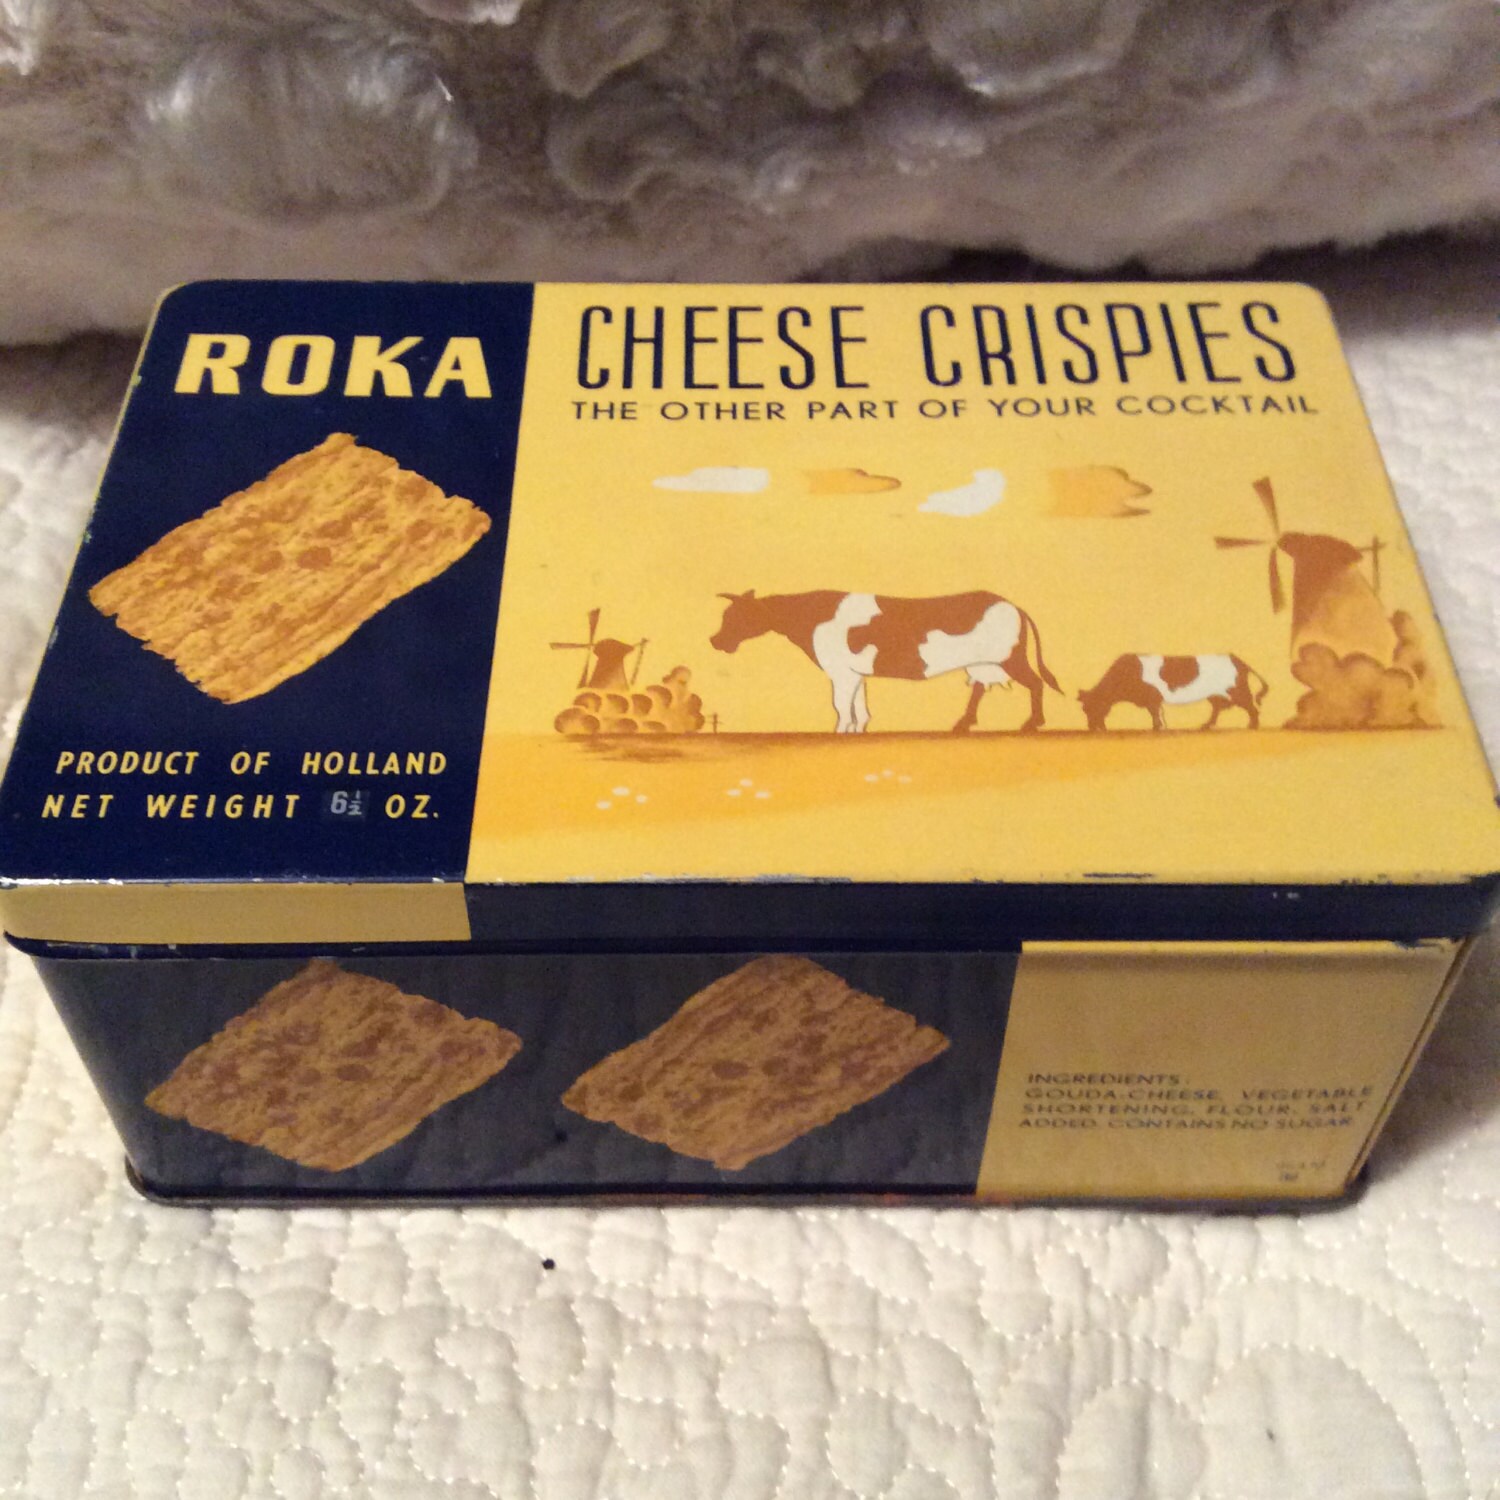 ROKA
CHEESE CRISPIES
THE OTHER PART OF YOUR COCKTAIL
PRODUCT OF HOLLAND
NET WEIGHT 6½ OZ.
INGREDIENTS:
GOUDA-CHEESE, VEGETABLE
SHORTENING, FLOUR, SALT
ADDED. CONTAINS NO SUGAR